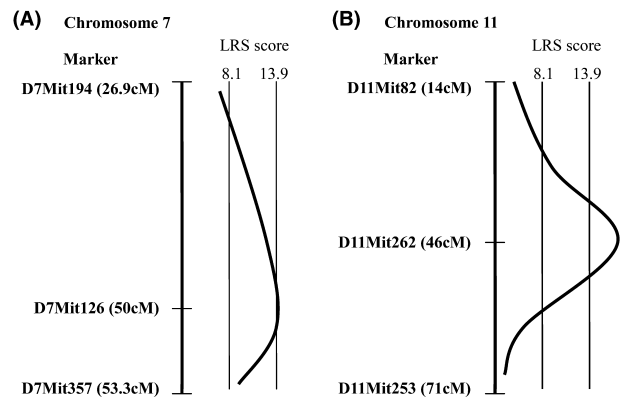 (A) Chromosome 7
Marker
LRS score
8.1 13.9
D7Mit194 (26.9cM)
D7Mit126 (50cM)
D7Mit357 (53.3cM)
(B) Chromosome 11
Marker
LRS score
8.1 13.9
D11Mit82 (14cM)
D11Mit262 (46cM)
D11Mit253 (71cM)